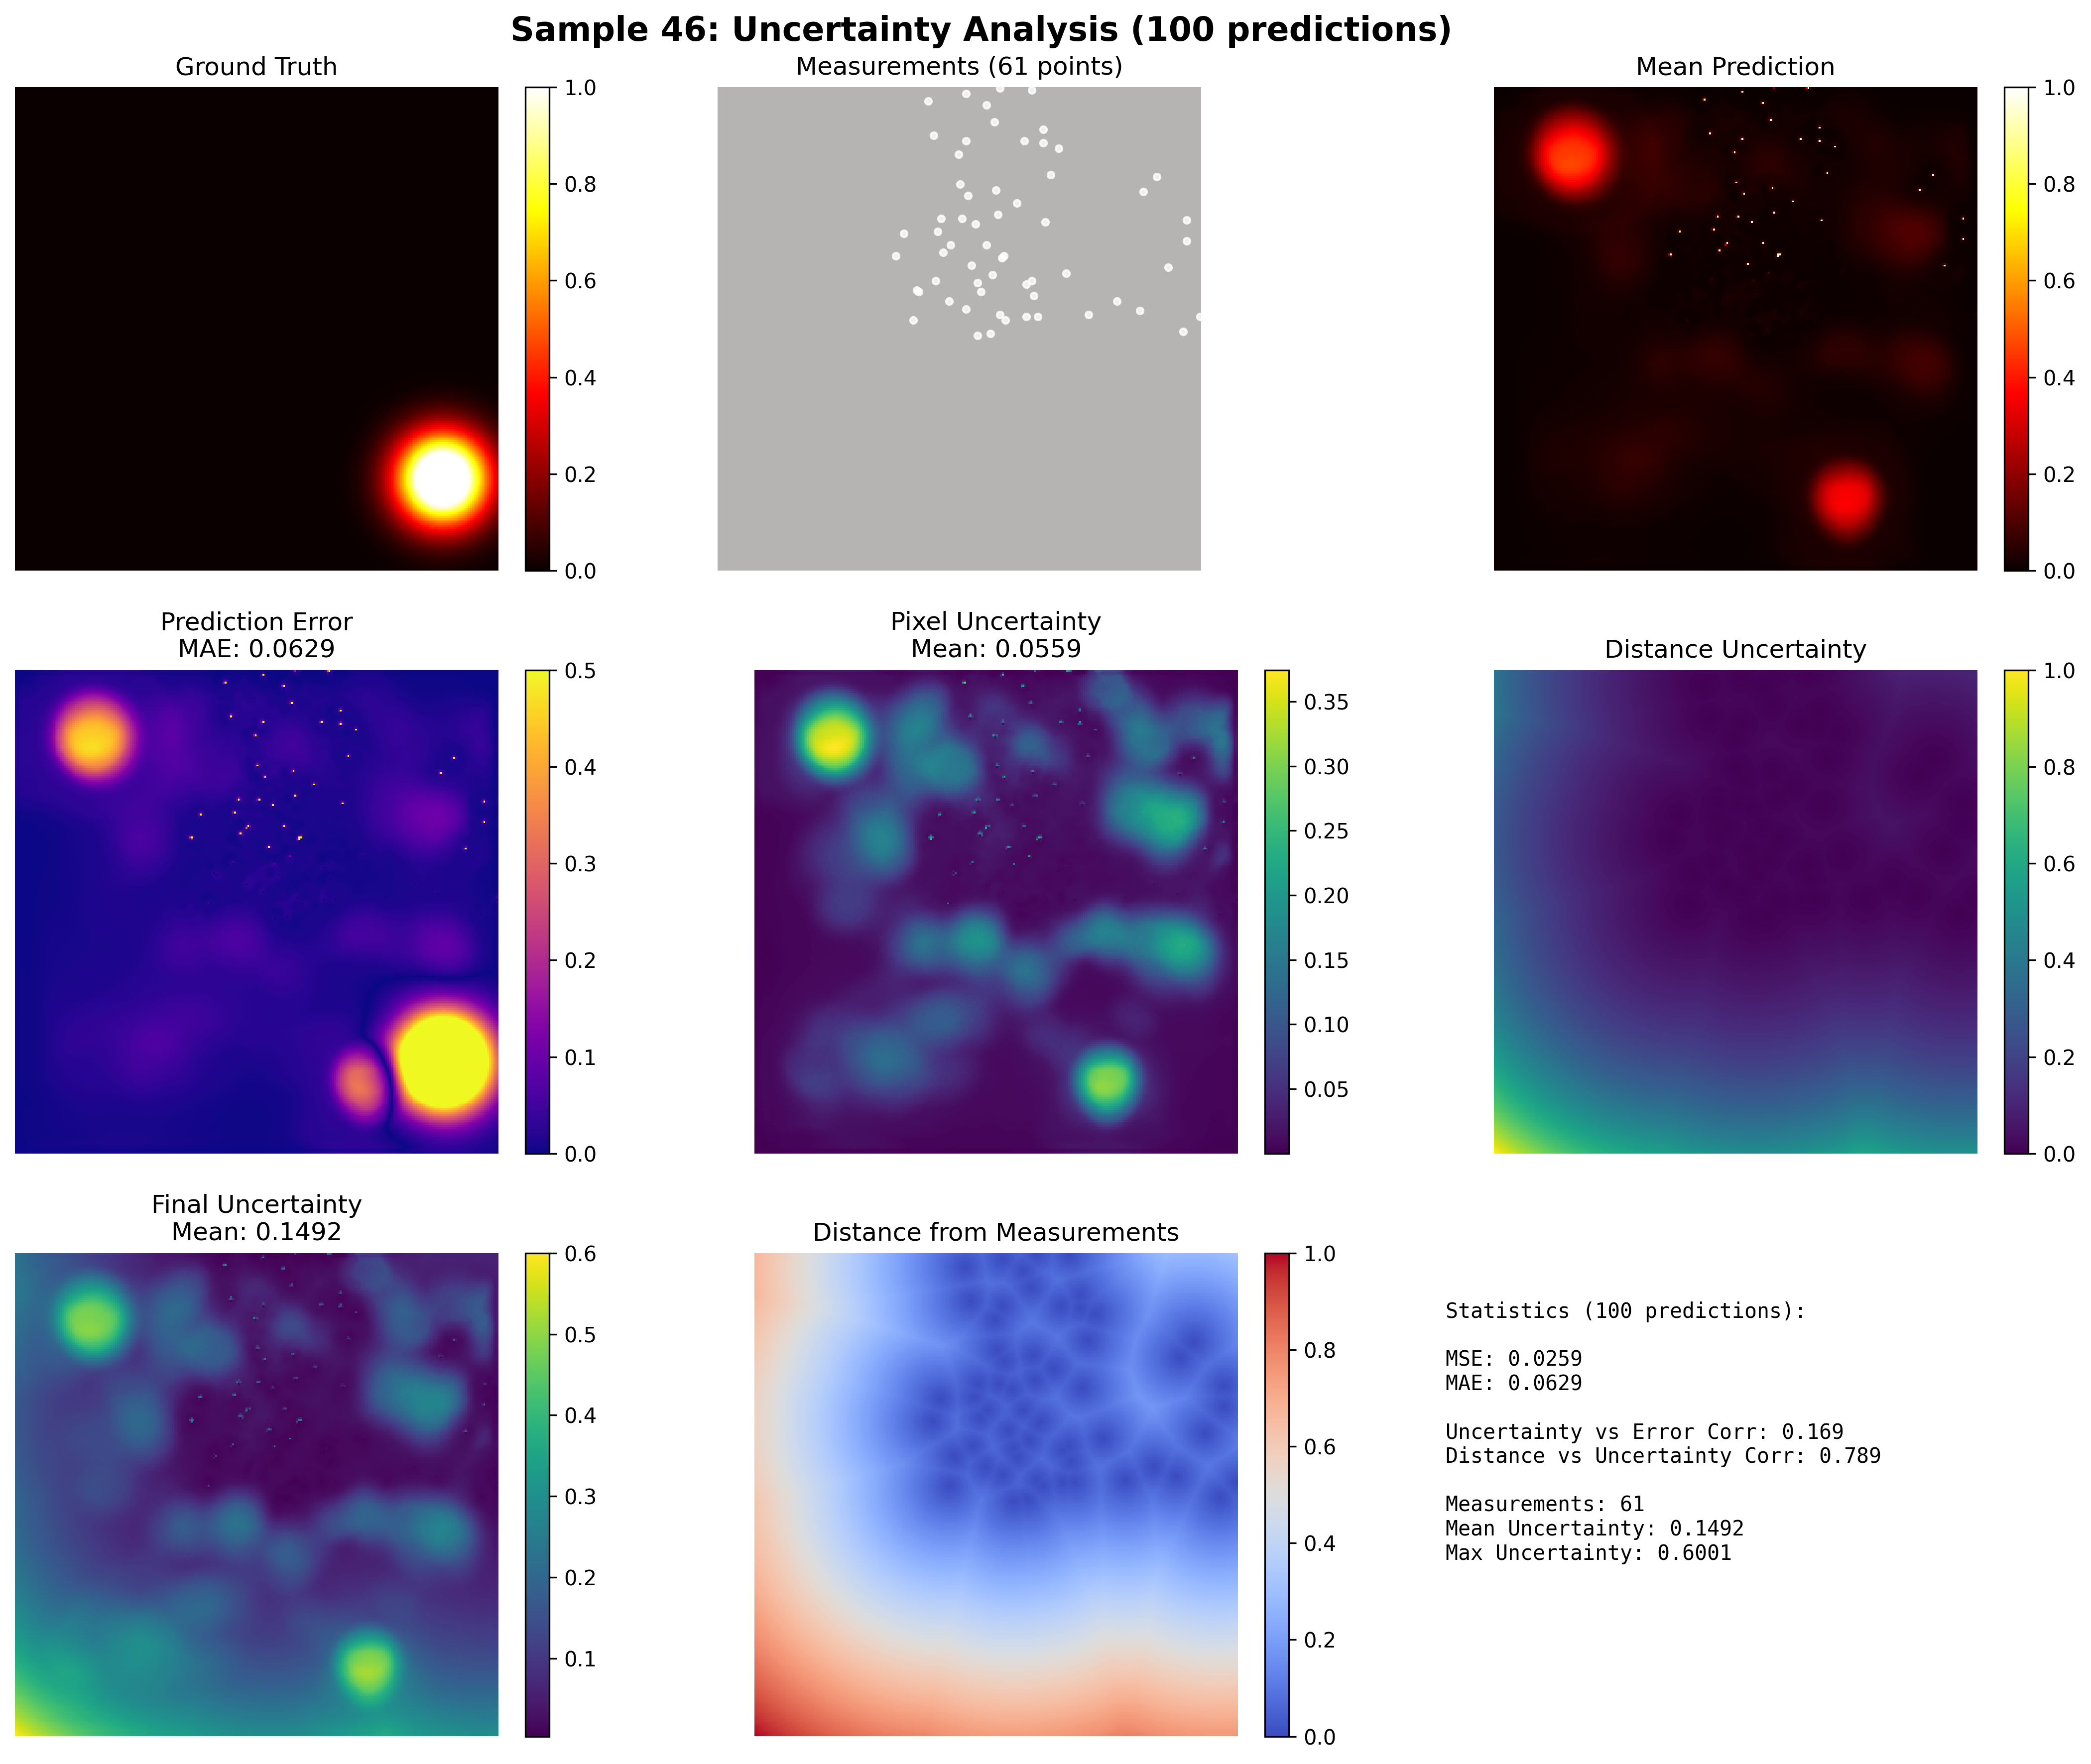 Sample 46: Uncertainty Analysis (100 predictions)
Ground Truth
1.0
0.8
0.6
0.4
0.2
0.0
Measurements (61 points)
Mean Prediction
1.0
0.8
0.6
0.4
0.2
0.0
Prediction Error
MAE: 0.0629
0.5
0.4
0.3
0.2
0.1
0.0
Pixel Uncertainty
Mean: 0.0559
0.35
0.30
0.25
0.20
0.15
0.10
0.05
Distance Uncertainty
1.0
0.8
0.6
0.4
0.2
0.0
Final Uncertainty
Mean: 0.1492
0.6
0.5
0.4
0.3
0.2
0.1
Distance from Measurements
1.0
0.8
0.6
0.4
0.2
0.0
Statistics (100 predictions):
MSE: 0.0259
MAE: 0.0629
Uncertainty vs Error Corr: 0.169
Distance vs Uncertainty Corr: 0.789
Measurements: 61
Mean Uncertainty: 0.1492
Max Uncertainty: 0.6001